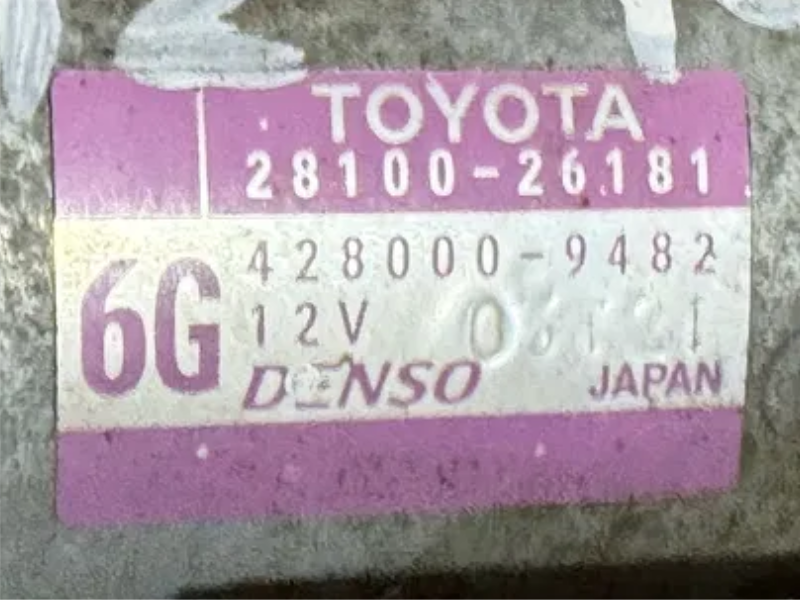 TOYOTA
28100-26181
6G
428000-9482
12V
DENSO JAPAN